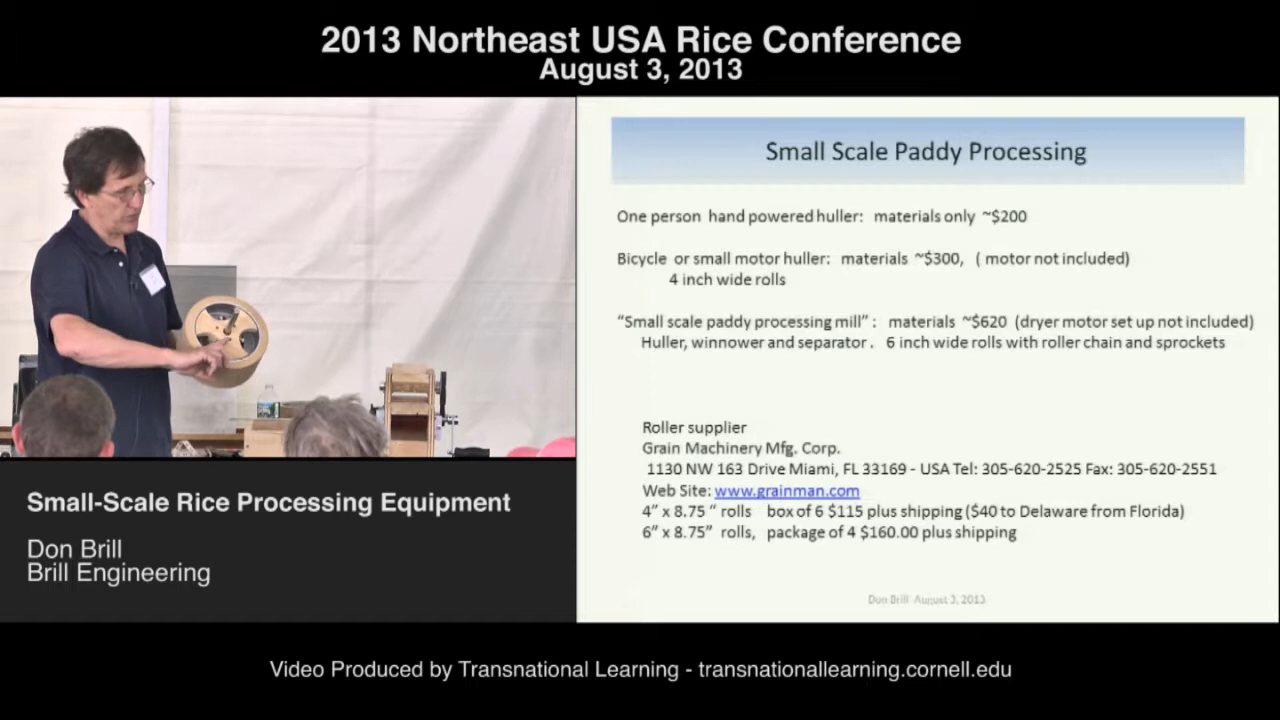 2013 Northeast USA Rice Conference
August 3, 2013
Small Scale Paddy Processing
One person hand powered huller: materials only ~$200
Bicycle or small motor huller: materials ~$300, ( motor not included)
4 inch wide rolls
“Small scale paddy processing mill” : materials ~$620 (dryer motor set up not included)
Huller, winnower and separator . 6 inch wide rolls with roller chain and sprockets
Roller supplier
Grain Machinery Mfg. Corp.
1130 NW 163 Drive Miami, FL 33169 - USA Tel: 305-620-2525 Fax: 305-620-2551
Web Site: www.grainman.com
4” x 8.75 “ rolls box of 6 $115 plus shipping ($40 to Delaware from Florida)
6” x 8.75” rolls, package of 4 $160.00 plus shipping
Don Brill August 3, 2013
Small-Scale Rice Processing Equipment
Don Brill
Brill Engineering
Video Produced by Transnational Learning - transnationallearning.cornell.edu